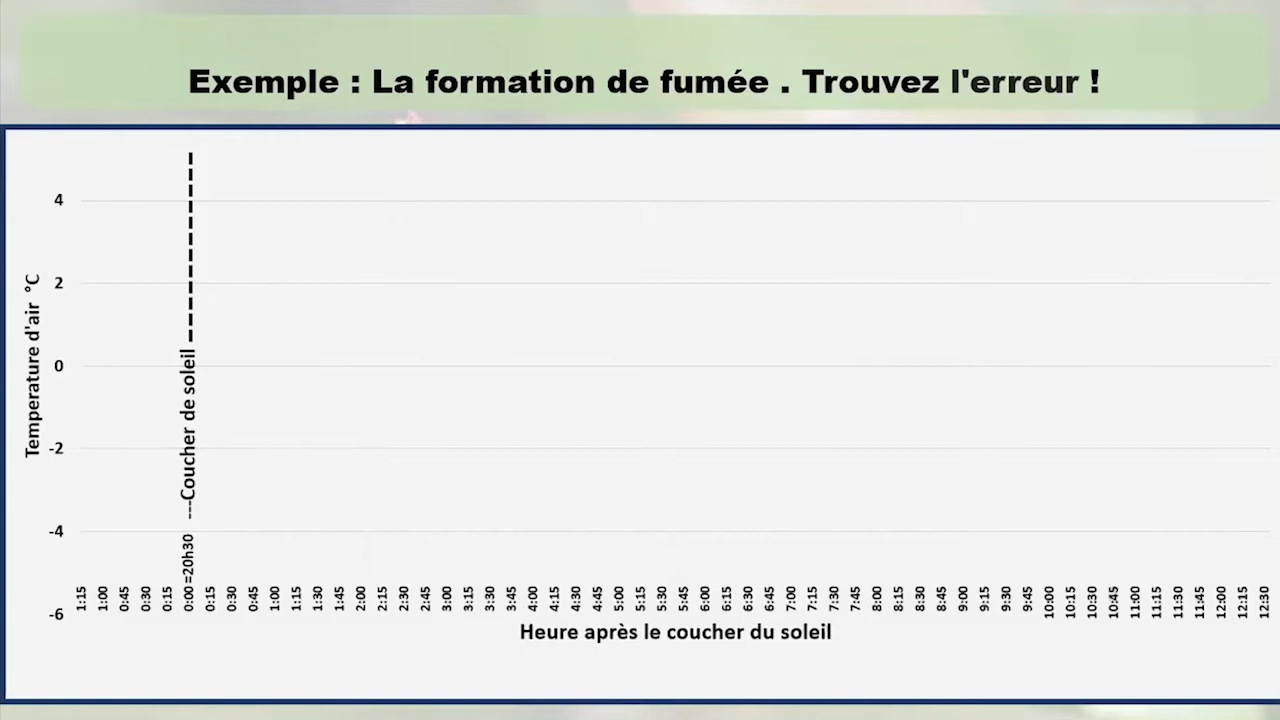 Exemple : La formation de fumée . Trouvez l'erreur !
Temperature d'air °C
4
2
0
-2
-4
-6
0:00 =20h30 ---Coucher de soleil
1:15 1:00 0:45 0:30 0:15 0:15 0:30 0:45 1:00 1:15 1:30 1:45 2:00 2:15 2:30 2:45 3:00 3:15 3:30 3:45 4:00 4:15 4:30 4:45 5:00 5:15 5:30 5:45 6:00 6:15 6:30 6:45 7:00 7:15 7:30 7:45 8:00 8:15 8:30 8:45 9:00 9:15 9:30 9:45 10:00 10:15 10:30 10:45 11:00 11:15 11:30 11:45 12:00 12:15 12:30
Heure après le coucher du soleil